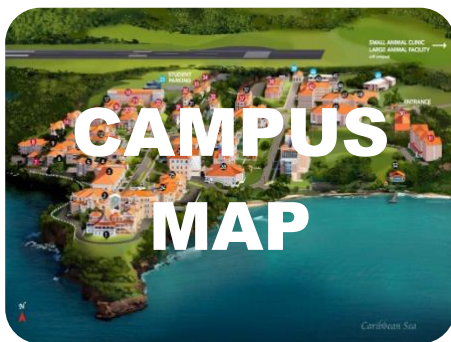 SMALL ANIMAL CLINIC
LARGE ANIMAL FACILITY
STUDENT
PARKING
ENTRANCE
CAMPUS
MAP
N
Caribbean Sea